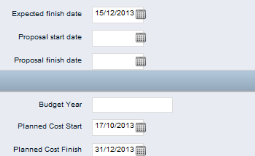 Expected finish date 15/12/2013
Proposal start date
Proposal finish date
Budget Year
Planned Cost Start 17/10/2013
Planned Cost Finish 31/12/2013